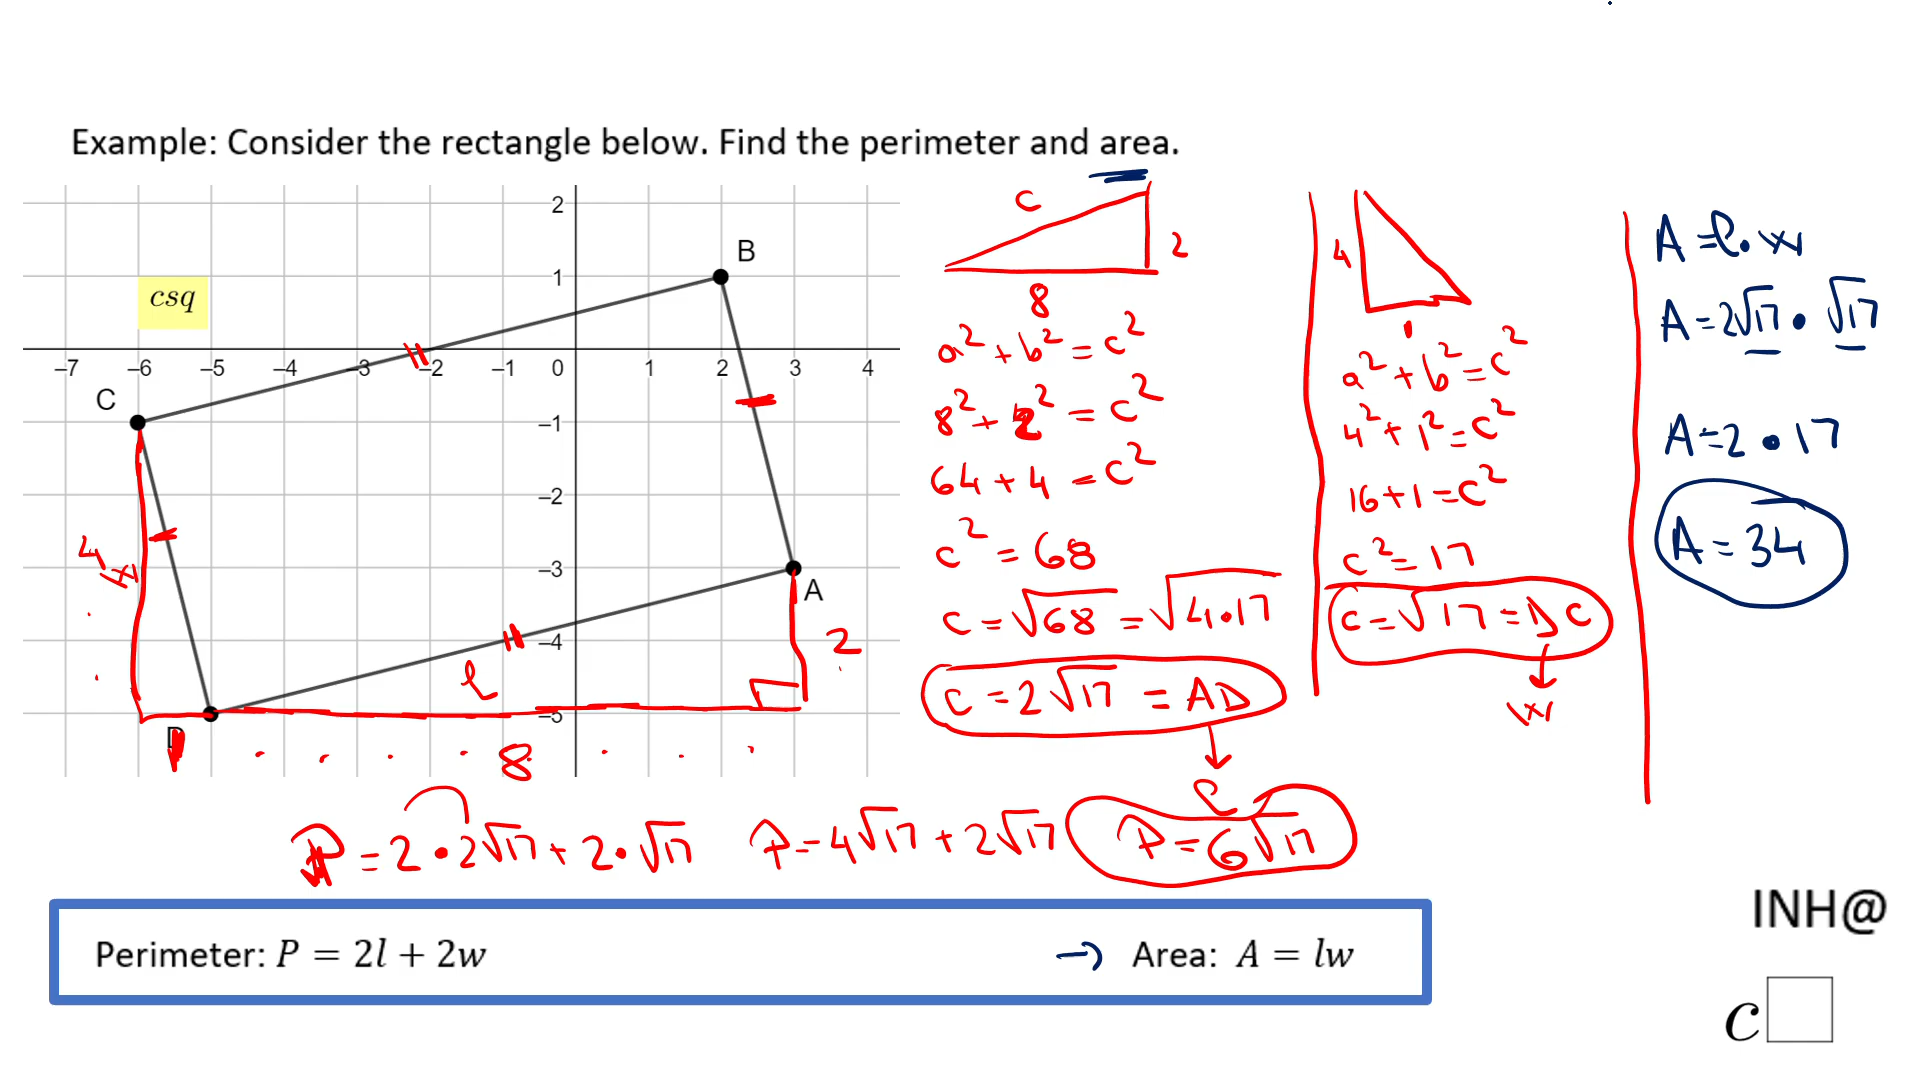 Example: Consider the rectangle below. Find the perimeter and area.
2
B
1
csq
–7 –6 –5 –4 –3 –2 –1 0 1 2 3 4
C
–1
–2
–3
A
–4
–5
D
4
w
l
2
1
8
c
2
8
a² + b² = c²
8² + 2² = c²
64 + 4 = c²
c² = 68
c = √68 = √4·17
c = 2√17 = AD
l
4
1
a² + b² = c²
4² + 1² = c²
16 + 1 = c²
c² = 17
c = √17 = DC
w
A = l·w
A = 2√17 · √17
A = 2 · 17
A = 34
P = 2·2√17 + 2·√17 P = 4√17 + 2√17 P = 6√17
Perimeter: P = 2l + 2w → Area: A = lw
INH@
c